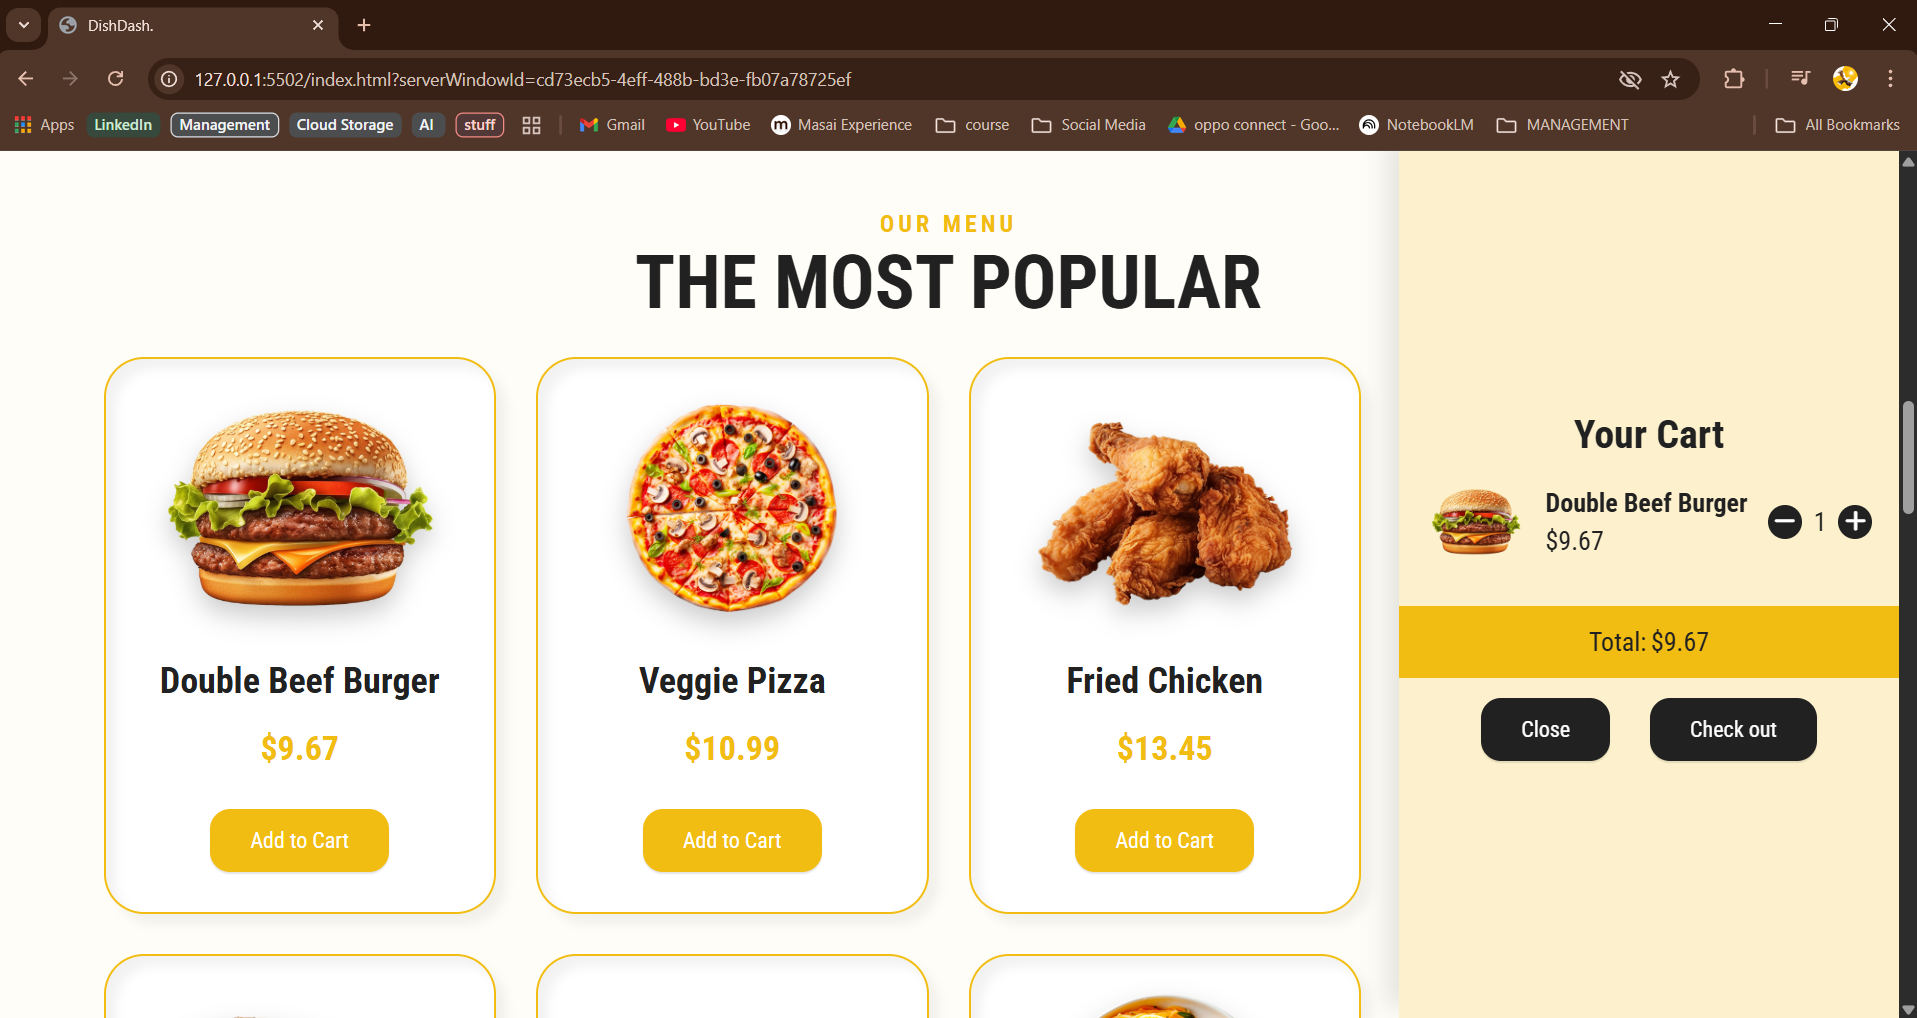 DishDash.
127.0.0.1:5502/index.html?serverWindowId=cd73ecb5-4eff-488b-bd3e-fb07a78725ef
Apps LinkedIn Management Cloud Storage AI stuff Gmail YouTube m Masai Experience course Social Media oppo connect - Goo... NotebookLM MANAGEMENT All Bookmarks
OUR MENU
THE MOST POPULAR
Double Beef Burger
$9.67
Add to Cart
Veggie Pizza
$10.99
Add to Cart
Fried Chicken
$13.45
Add to Cart
Your Cart
Double Beef Burger
$9.67
1
Total: $9.67
Close
Check out